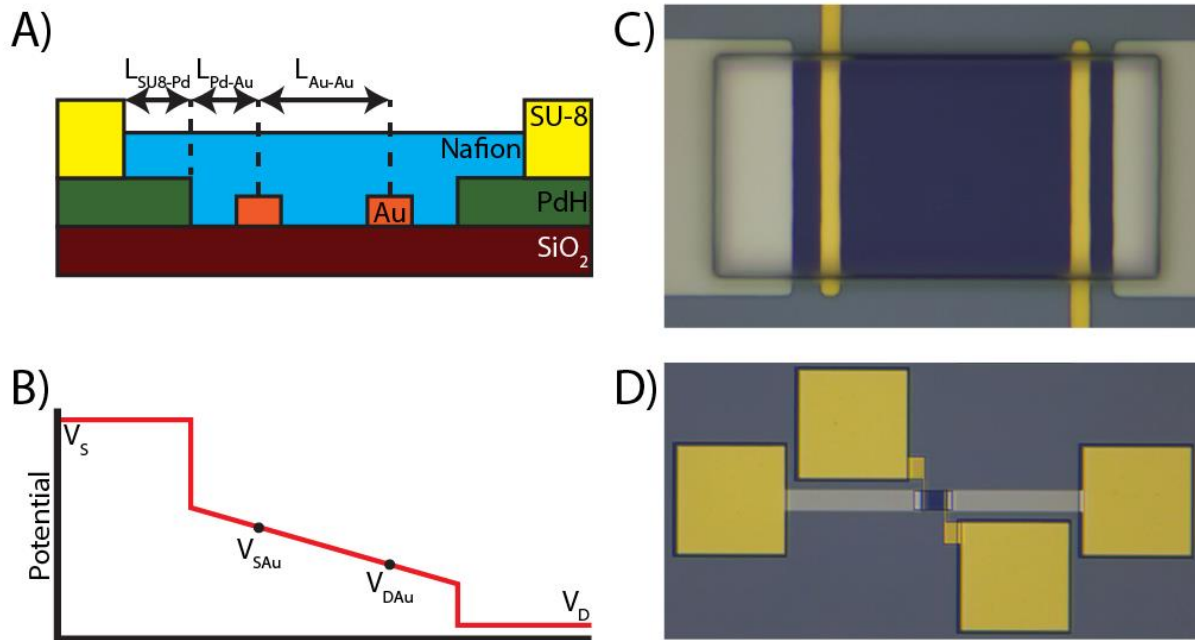 A)
L_SU8-Pd L_Pd-Au L_Au-Au
SU-8
Nafion
PdH
Au
SiO₂
B)
Potential
V_S
V_SAu
V_DAu
V_D
C)
D)